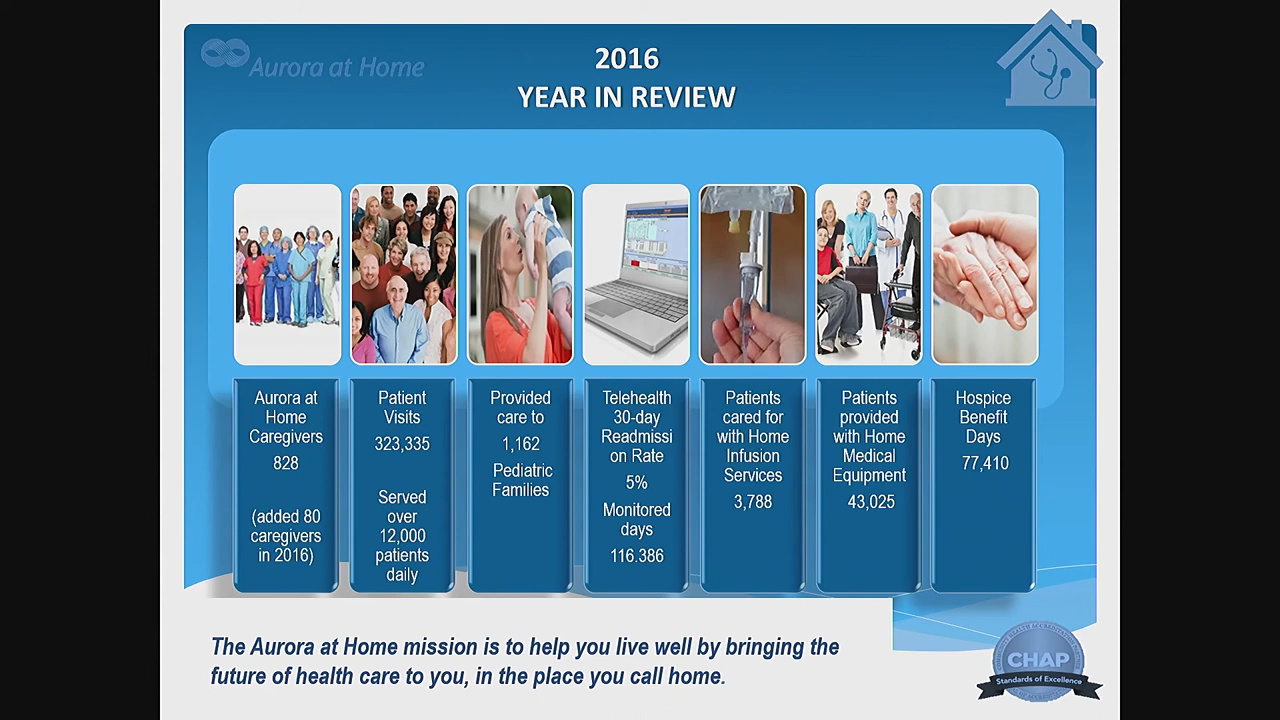 Aurora at Home
2016
YEAR IN REVIEW
Aurora at
Home
Caregivers
828
(added 80
caregivers
in 2016)
Patient
Visits
323,335
Served
over
12,000
patients
daily
Provided
care to
1,162
Pediatric
Families
Telehealth
30-day
Readmissi
on Rate
5%
Monitored
days
116.386
Patients
cared for
with Home
Infusion
Services
3,788
Patients
provided
with Home
Medical
Equipment
43,025
Hospice
Benefit
Days
77,410
The Aurora at Home mission is to help you live well by bringing the
future of health care to you, in the place you call home.
CHAP
Standards of Excellence